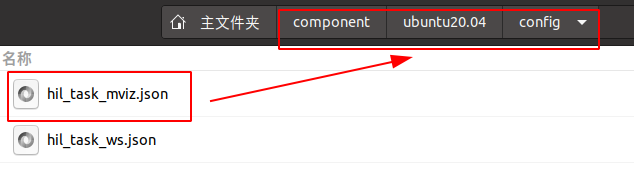 主文件夹 component ubuntu20.04 config
名称
hil_task_mviz.json
hil_task_ws.json